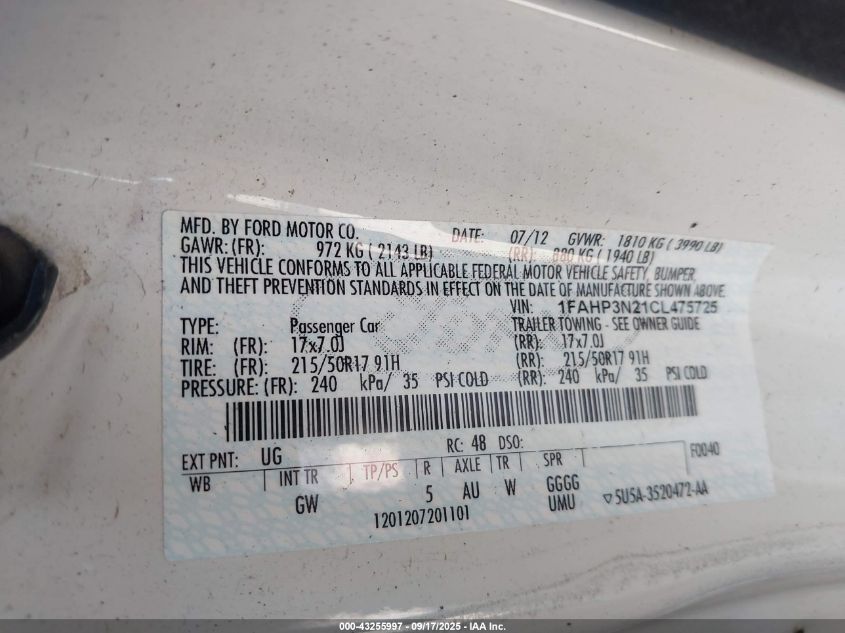 MFD. BY FORD MOTOR CO. DATE: 07/12 GVWR: 1810 KG ( 3990 LB)
GAWR: (FR): 972 KG ( 2143 LB) (RR): 880 KG ( 1940 LB)
THIS VEHICLE CONFORMS TO ALL APPLICABLE FEDERAL MOTOR VEHICLE SAFETY, BUMPER,
AND THEFT PREVENTION STANDARDS IN EFFECT ON THE DATE OF MANUFACTURE SHOWN ABOVE.
VIN: 1FAHP3N21CL475725
TYPE: Passenger Car TRAILER TOWING - SEE OWNER GUIDE
RIM: (FR): 17x7.0J (RR): 17x7.0J
TIRE: (FR): 215/50R17 91H (RR): 215/50R17 91H
PRESSURE: (FR): 240 kPa/ 35 PSI COLD (RR): 240 kPa/ 35 PSI COLD
EXT PNT: UG RC: 48 DSO: F0040
WB INT TR TP/PS R AXLE TR SPR
GW 5 AU W GGGG
UMU
1201207201101 ▽5U5A-3520472-AA
000-43255997 - 09/17/2025 - IAA Inc.